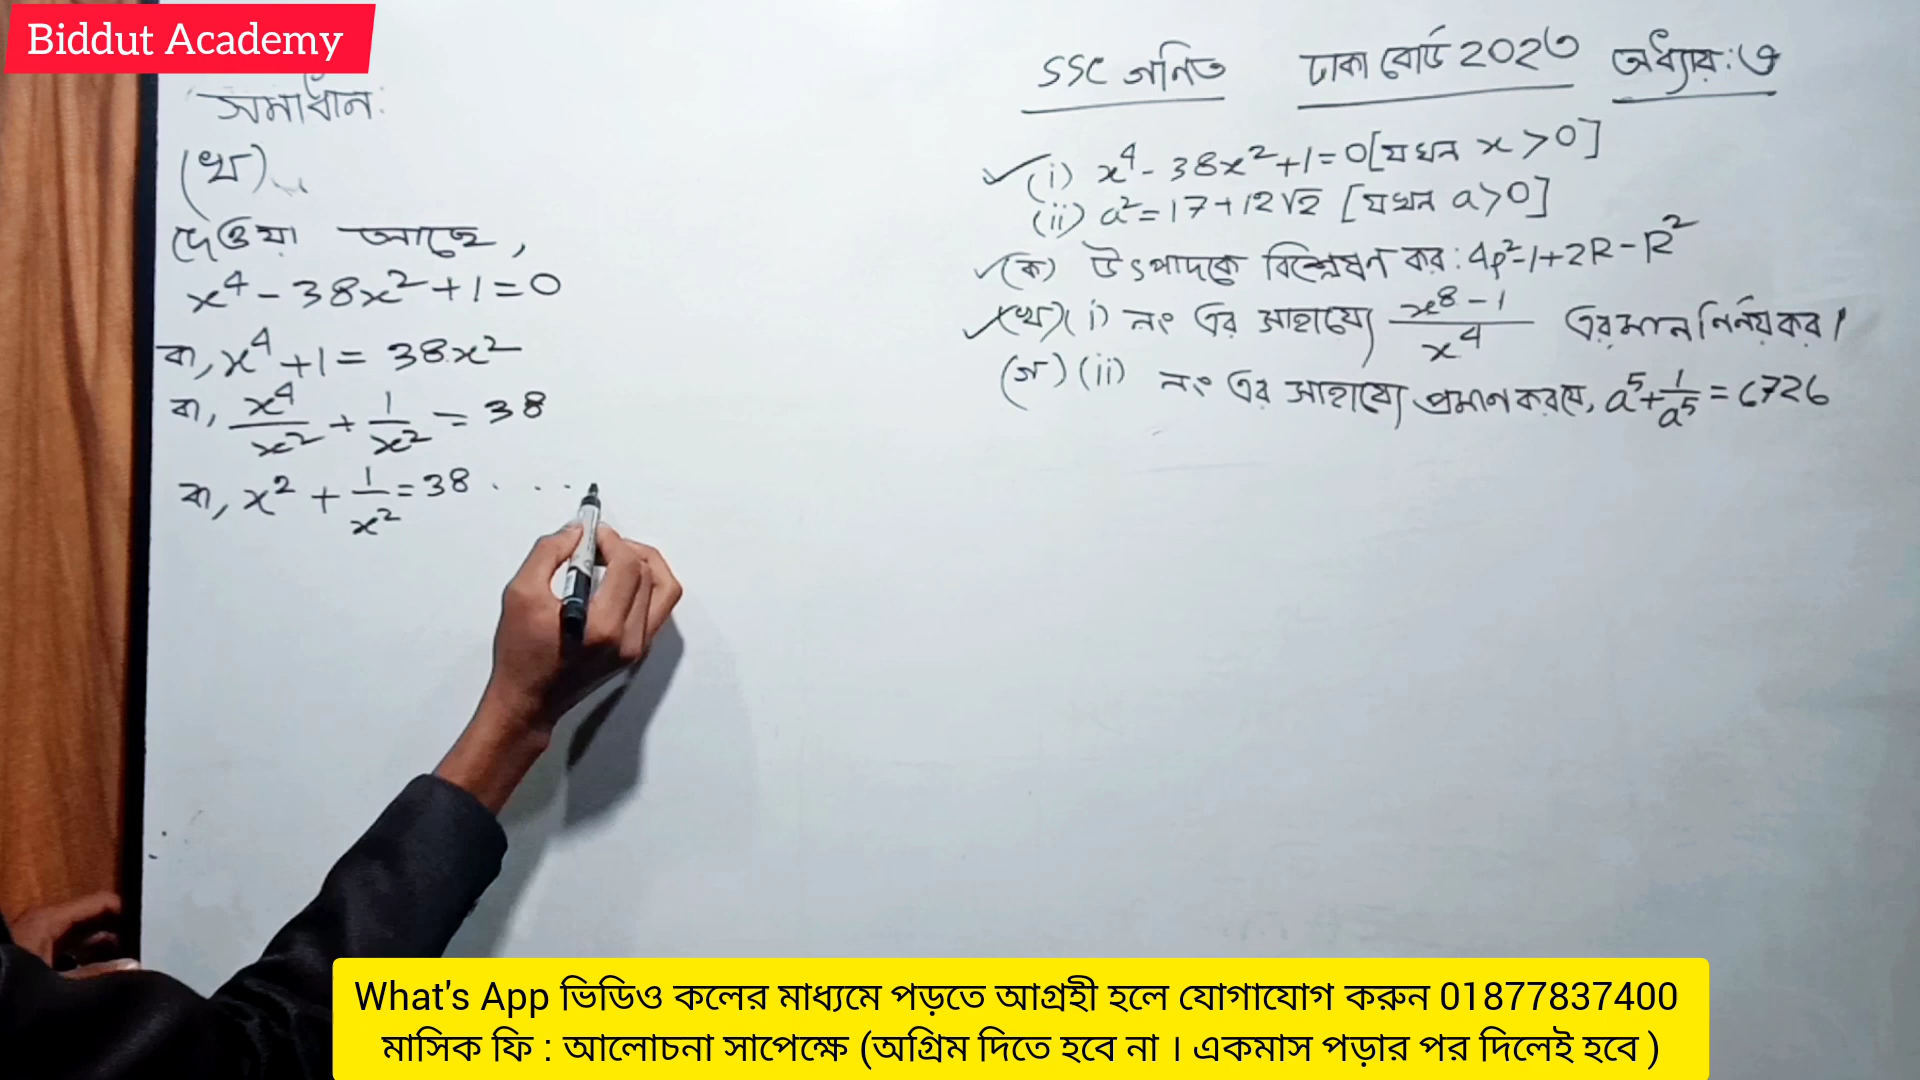 Biddut Academy
SSC গনিত ঢাকা বোর্ড 2০2৩ অধ্যায়: ৩
(i) x⁴ - 38x² + 1 = 0 [যখন x > 0]
(ii) a² = 17 + 12√2 [যখন a > 0]
(ক) উৎপাদকে বিশ্লেষন কর: 4p² - 1 + 2R - R²
(খ) (i) নং এর সাহায্যে (x⁸ - 1)/x⁴ এর মান নির্নয় কর।
(গ) (ii) নং এর সাহায্যে প্রমান কর যে, a⁵ + 1/a⁵ = 6726
সমাধান:
(খ)
দেওয়া আছে,
x⁴ - 38x² + 1 = 0
বা, x⁴ + 1 = 38x²
বা, x⁴/x² + 1/x² = 38
বা, x² + 1/x² = 38 . . .
What's App ভিডিও কলের মাধ্যমে পড়তে আগ্রহী হলে যোগাযোগ করুন 01877837400
মাসিক ফি : আলোচনা সাপেক্ষে (অগ্রিম দিতে হবে না । একমাস পড়ার পর দিলেই হবে )